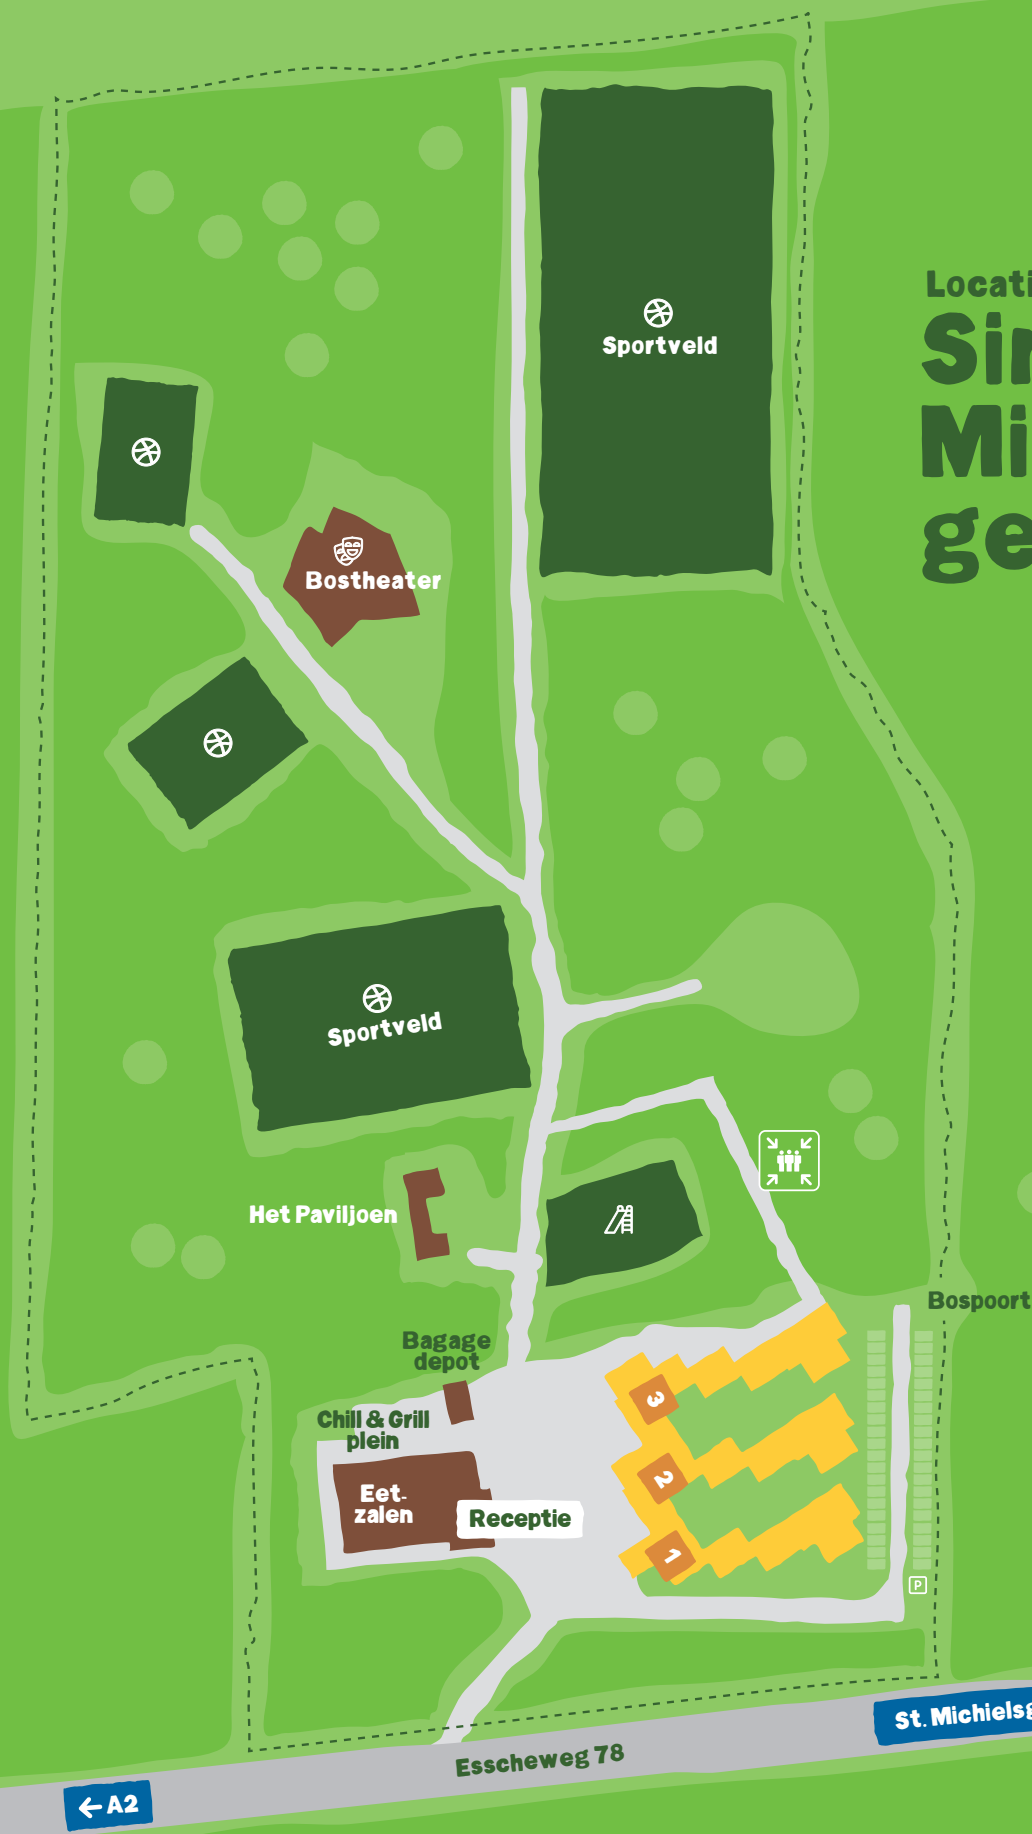 Locati
Sin
Mi
ge
Sportveld
Bostheater
Sportveld
Het Paviljoen
Bospoort
Bagage
depot
Chill & Grill
plein
Eet-
zalen
Receptie
3
2
1
P
St. Michielsg
Esscheweg 78
← A2